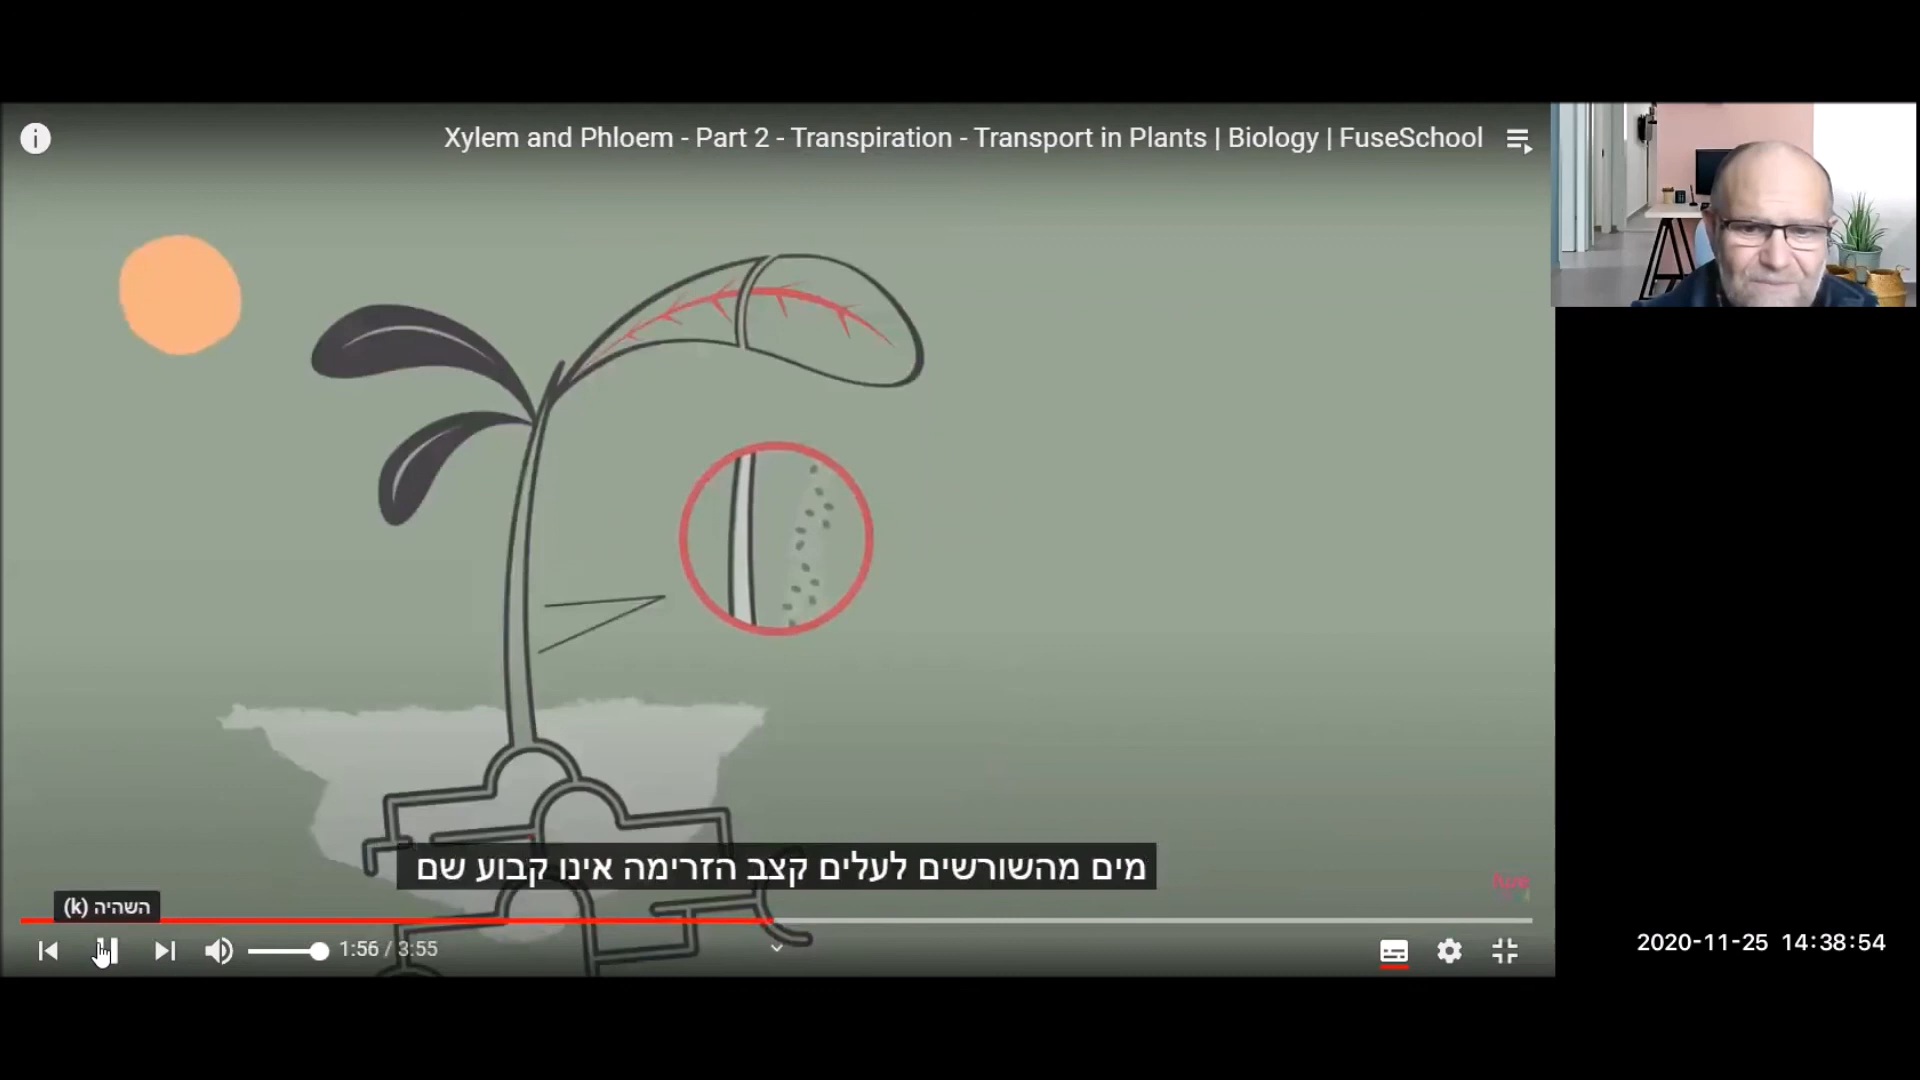 Xylem and Phloem - Part 2 - Transpiration - Transport in Plants | Biology | FuseSchool
מים מהשורשים לעלים קצב הזרימה אינו קבוע שם
השהיה (k)
1:56 / 3:55
2020-11-25 14:38:54